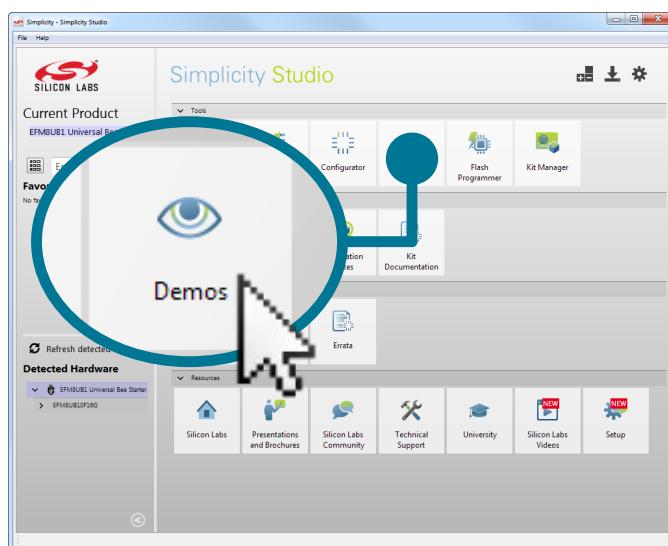 Simplicity - Simplicity Studio
File Help
SILICON LABS
Simplicity Studio
Current Product
EFM8UB1 Universal Bee
Tools
Configurator
Flash
Programmer
Kit Manager
Demos
Kit
Documentation
Errata
Refresh detected
Detected Hardware
EFM8UB1 Universal Bee Starter
EFM8UB10F16G
Resources
Silicon Labs
Presentations
and Brochures
Silicon Labs
Community
Technical
Support
University
NEW
Silicon Labs
Videos
NEW
Setup